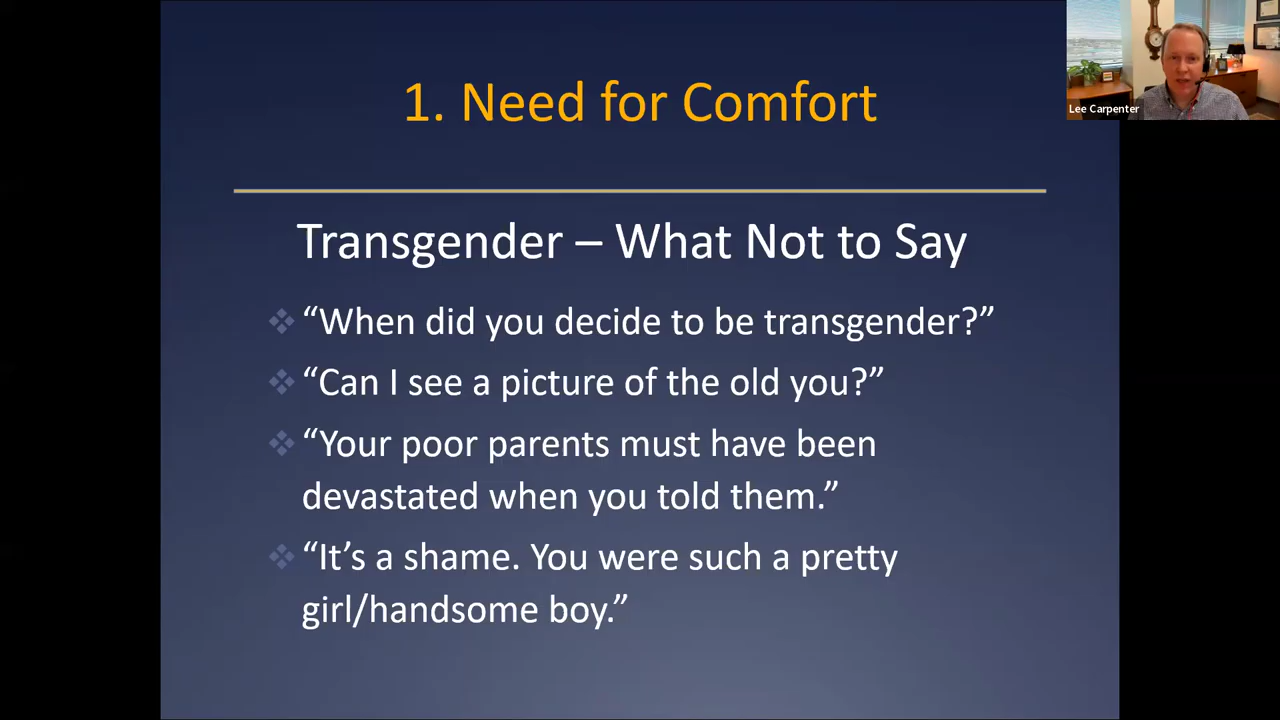 1. Need for Comfort
Lee Carpenter
Transgender – What Not to Say
“When did you decide to be transgender?”
“Can I see a picture of the old you?”
“Your poor parents must have been
devastated when you told them.”
“It’s a shame. You were such a pretty
girl/handsome boy.”